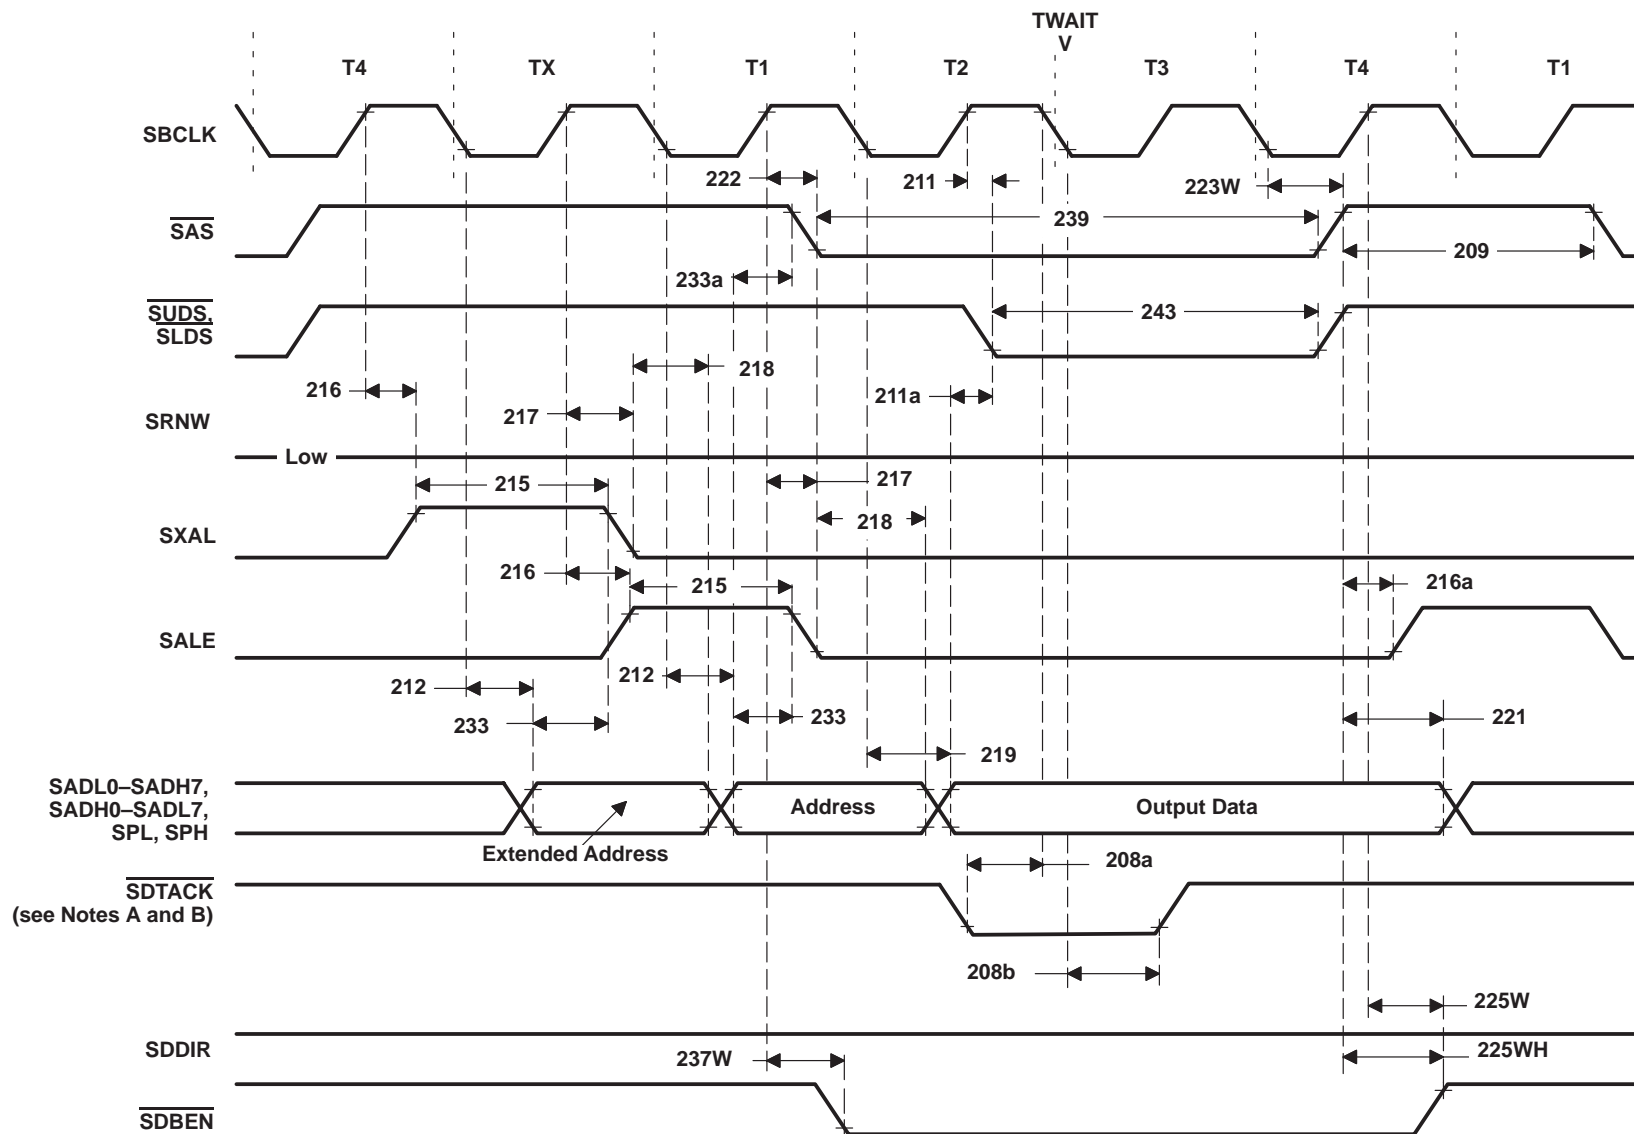 TWAIT
V
T4 TX T1 T2 T3 T4 T1
SBCLK
222 211 223W
SAS
239
209
233a
SUDS,
SLDS
243
218
216 211a
217
SRNW
Low
217
215
218
SXAL
216 215 216a
SALE
212 212
233 233 221
219
SADL0–SADH7,
SADH0–SADL7,
SPL, SPH
Address Output Data
Extended Address
208a
SDTACK
(see Notes A and B)
208b
225W
SDDIR
237W 225WH
SDBEN